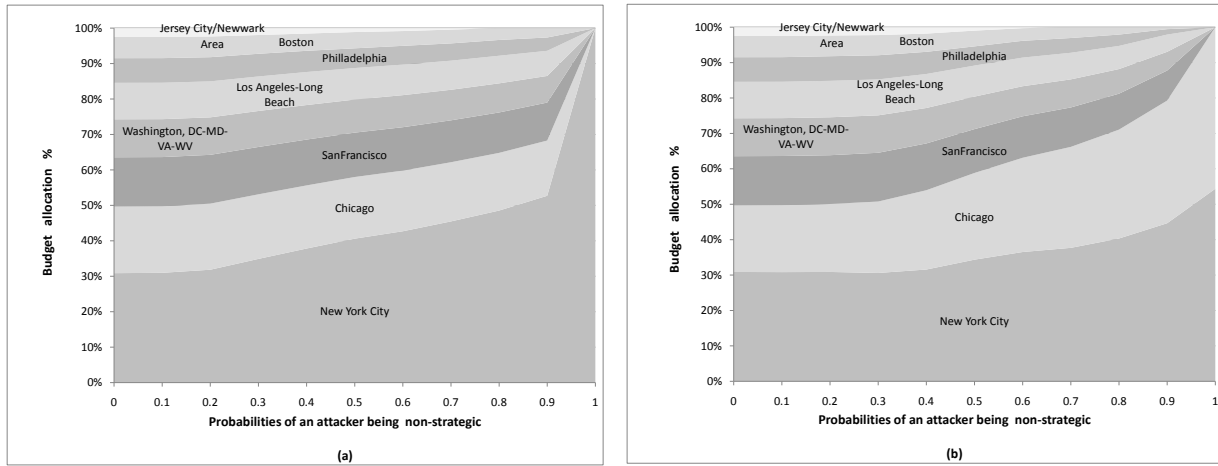 100%
90%
80%
70%
60%
50%
40%
30%
20%
10%
0%
Budget allocation %
Jersey City/Newwark
Area
Boston
Philladelphia
Los Angeles-Long
Beach
Washington, DC-MD-
VA-WV
SanFrancisco
Chicago
New York City
0 0.1 0.2 0.3 0.4 0.5 0.6 0.7 0.8 0.9 1
Probabilities of an attacker being non-strategic
(a)
100%
90%
80%
70%
60%
50%
40%
30%
20%
10%
0%
Budget allocation %
Jersey City/Newwark
Area
Boston
Philladelphia
Los Angeles-Long
Beach
Washington, DC-MD-
VA-WV
SanFrancisco
Chicago
New York City
0 0.1 0.2 0.3 0.4 0.5 0.6 0.7 0.8 0.9 1
Probabilities of an attacker being non-strategic
(b)